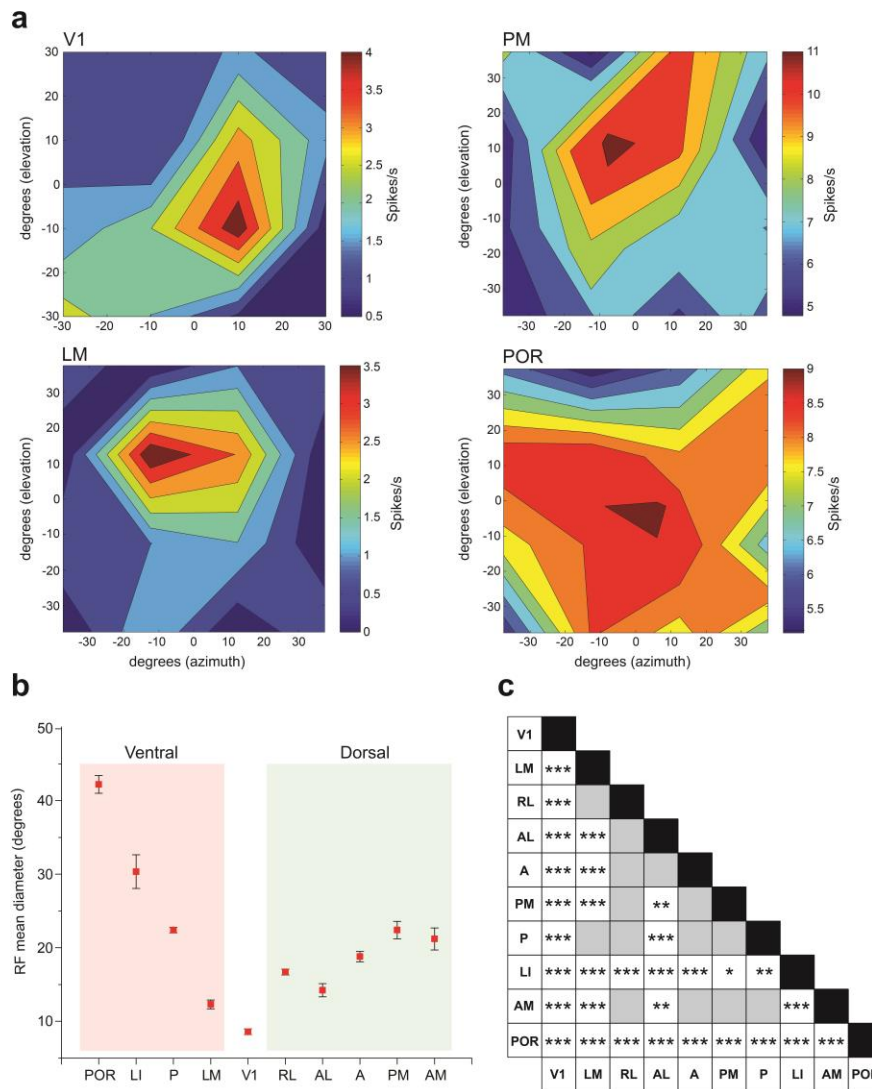 a
V1
30
20
10
0
-10
-20
-30
-30 -20 -10 0 10 20 30
degrees (elevation)
4
3.5
3
2.5
2
1.5
1
0.5
Spikes/s
PM
30
20
10
0
-10
-20
-30
-30 -20 -10 0 10 20 30
degrees (elevation)
11
10
9
8
7
6
5
Spikes/s
LM
30
20
10
0
-10
-20
-30
-30 -20 -10 0 10 20 30
degrees (elevation)
degrees (azimuth)
3.5
3
2.5
2
1.5
1
0.5
0
Spikes/s
POR
30
20
10
0
-10
-20
-30
-30 -20 -10 0 10 20 30
degrees (elevation)
degrees (azimuth)
9
8.5
8
7.5
7
6.5
6
5.5
Spikes/s
b
50
40
30
20
10
RF mean diameter (degrees)
Ventral
Dorsal
POR LI P LM V1 RL AL A PM AM
c
V1
LM ***
RL ***
AL *** ***
A *** ***
PM *** *** **
P *** ***
LI *** *** *** *** *** * **
AM *** *** ** ***
POR *** *** *** *** *** *** *** *** ***
V1 LM RL AL A PM P LI AM POR